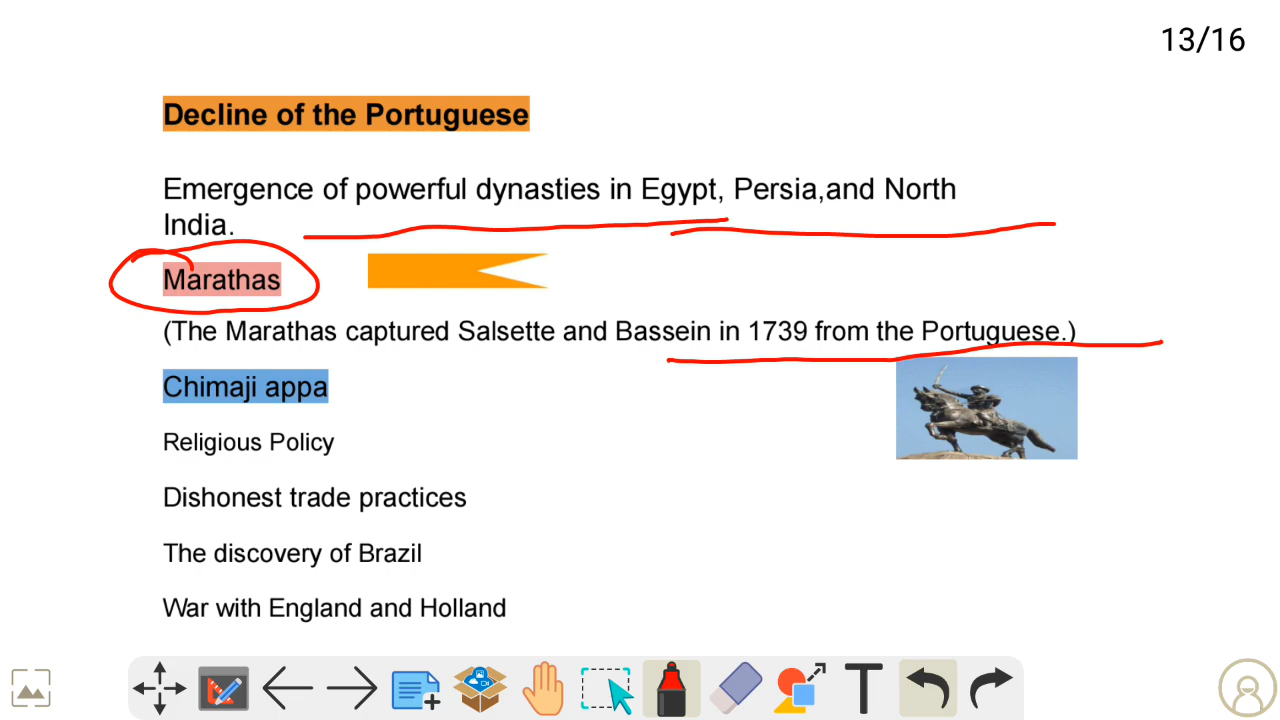 13/16
Decline of the Portuguese
Emergence of powerful dynasties in Egypt, Persia,and North
India.
Marathas
(The Marathas captured Salsette and Bassein in 1739 from the Portuguese.)
Chimaji appa
Religious Policy
Dishonest trade practices
The discovery of Brazil
War with England and Holland
T